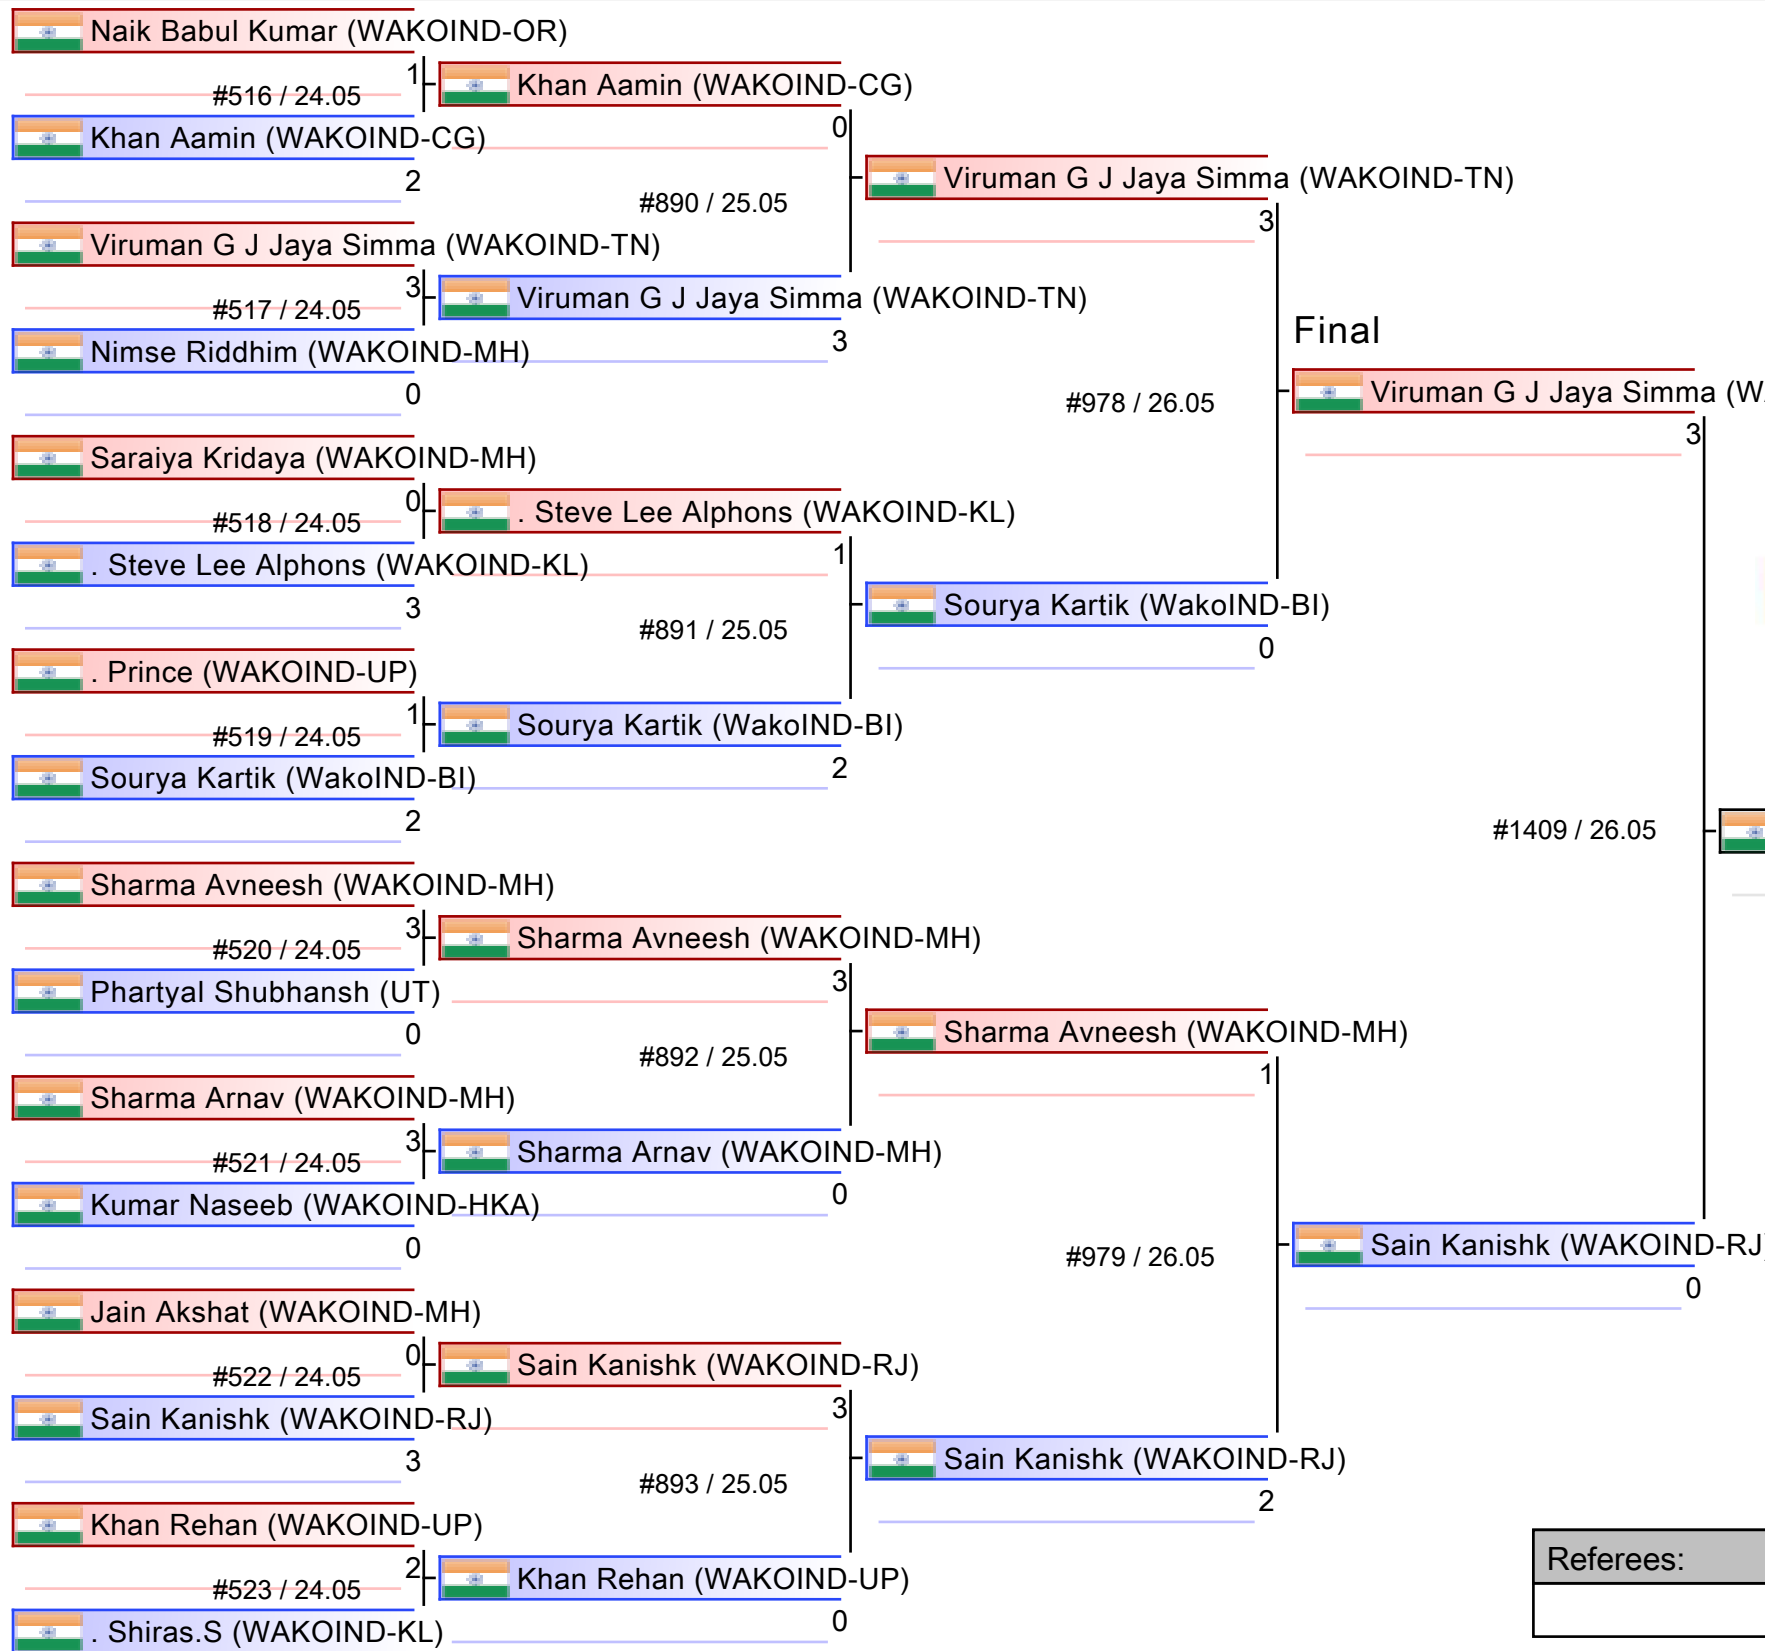 Naik Babul Kumar (WAKOIND-OR)
1
#516 / 24.05
Khan Aamin (WAKOIND-CG)
2
Viruman G J Jaya Simma (WAKOIND-TN)
3
#517 / 24.05
Nimse Riddhim (WAKOIND-MH)
0
Saraiya Kridaya (WAKOIND-MH)
0
#518 / 24.05
. Steve Lee Alphons (WAKOIND-KL)
3
. Prince (WAKOIND-UP)
1
#519 / 24.05
Sourya Kartik (WakoIND-BI)
2
Sharma Avneesh (WAKOIND-MH)
3
#520 / 24.05
Phartyal Shubhansh (UT)
0
Sharma Arnav (WAKOIND-MH)
3
#521 / 24.05
Kumar Naseeb (WAKOIND-HKA)
0
Jain Akshat (WAKOIND-MH)
0
#522 / 24.05
Sain Kanishk (WAKOIND-RJ)
3
Khan Rehan (WAKOIND-UP)
2
#523 / 24.05
. Shiras.S (WAKOIND-KL)
Khan Aamin (WAKOIND-CG)
0
#890 / 25.05
Viruman G J Jaya Simma (WAKOIND-TN)
3
. Steve Lee Alphons (WAKOIND-KL)
1
#891 / 25.05
Sourya Kartik (WakoIND-BI)
2
Sharma Avneesh (WAKOIND-MH)
3
#892 / 25.05
Sharma Arnav (WAKOIND-MH)
0
Sain Kanishk (WAKOIND-RJ)
3
#893 / 25.05
Khan Rehan (WAKOIND-UP)
0
Viruman G J Jaya Simma (WAKOIND-TN)
3
#978 / 26.05
Sourya Kartik (WakoIND-BI)
0
Sharma Avneesh (WAKOIND-MH)
1
#979 / 26.05
Sain Kanishk (WAKOIND-RJ)
2
Final
Viruman G J Jaya Simma (W
3
#1409 / 26.05
Sain Kanishk (WAKOIND-RJ
0
Referees: